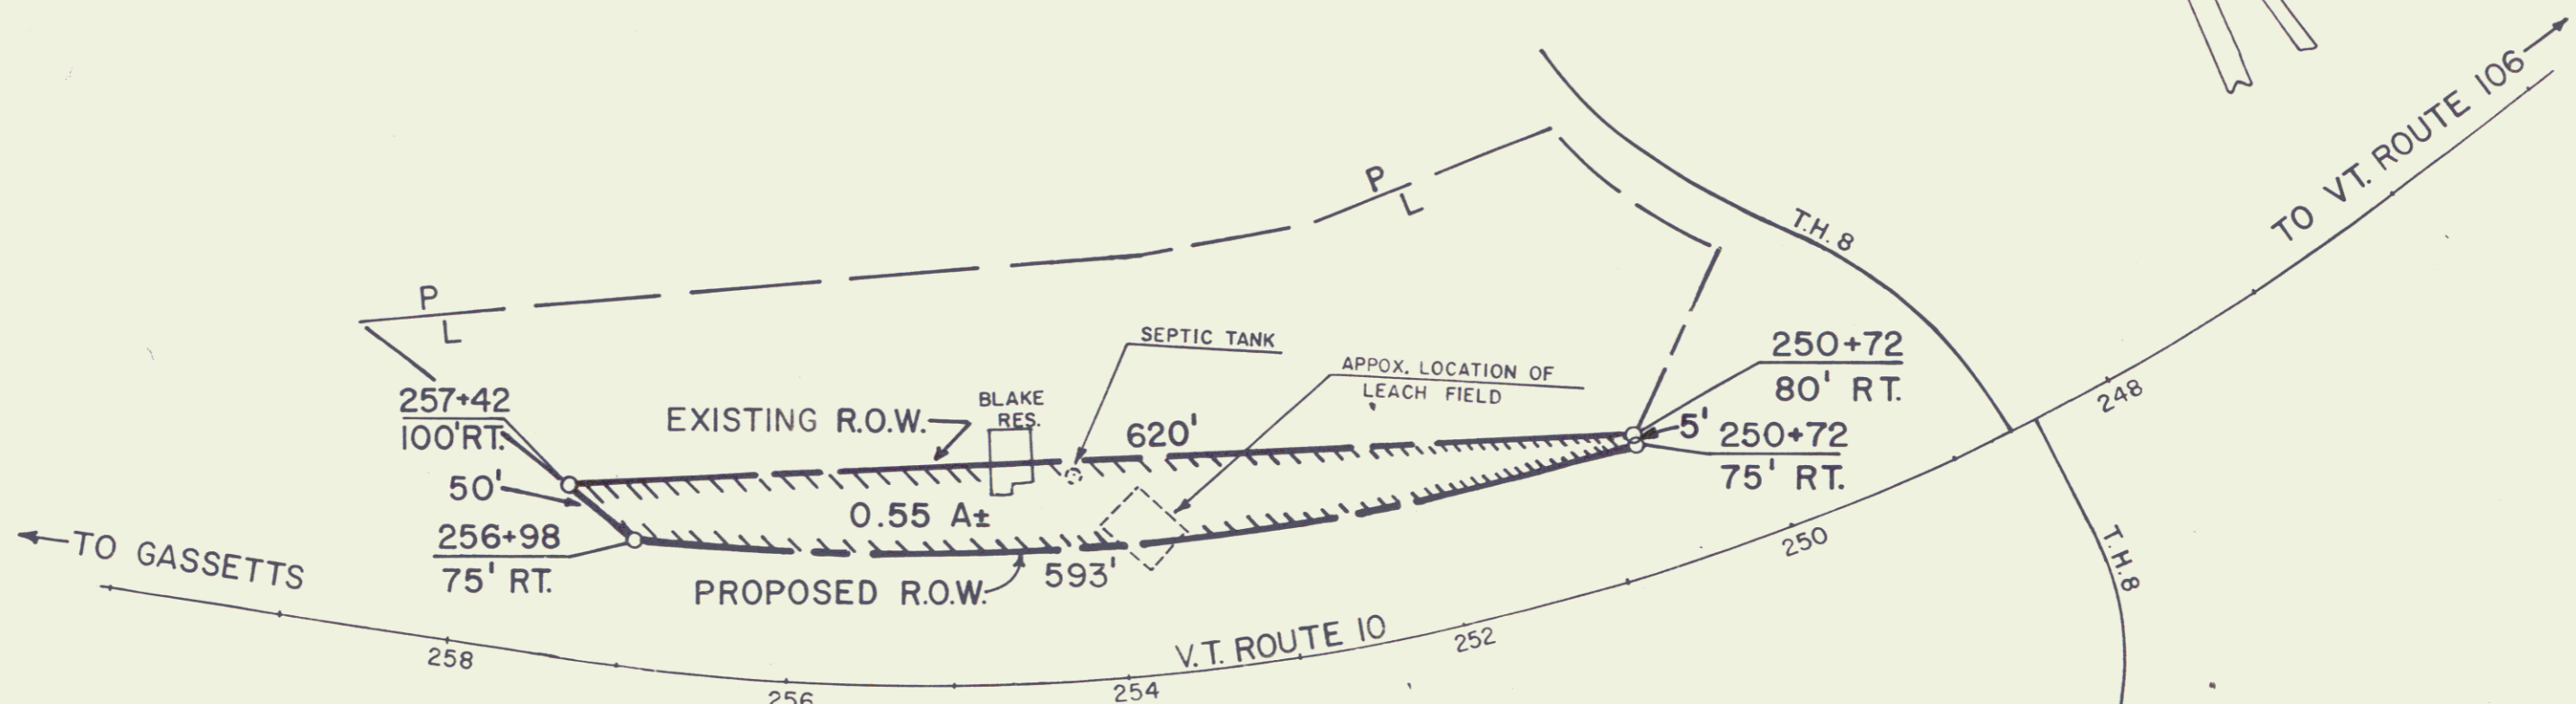 TO VT. ROUTE 106
P
L
T.H. 8
P
L
SEPTIC TANK
APPOX. LOCATION OF
LEACH FIELD
250+72
80' RT.
257+42
100'RT.
EXISTING R.O.W.
BLAKE
RES.
620'
5'
250+72
75' RT.
248
50'
0.55 A±
256+98
75' RT.
TO GASSETTS
PROPOSED R.O.W.
593'
250
T.H.8
V.T. ROUTE 10
252
258
256
254